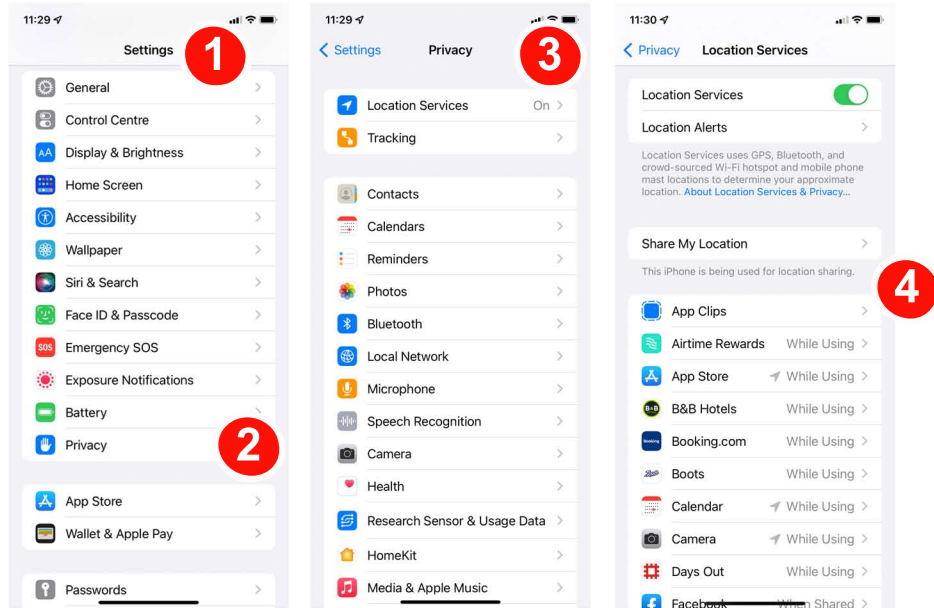 11:29
Settings
1
General
Control Centre
AA Display & Brightness
Home Screen
Accessibility
Wallpaper
Siri & Search
Face ID & Passcode
SOS Emergency SOS
Exposure Notifications
Battery
Privacy
2
App Store
Wallet & Apple Pay
Passwords
11:29
Settings Privacy
3
Location Services On
Tracking
Contacts
Calendars
Reminders
Photos
Bluetooth
Local Network
Microphone
Speech Recognition
Camera
Health
Research Sensor & Usage Data
HomeKit
Media & Apple Music
11:30
Privacy Location Services
Location Services
Location Alerts
Location Services uses GPS, Bluetooth, and
crowd-sourced Wi-Fi hotspot and mobile phone
mast locations to determine your approximate
location. About Location Services & Privacy...
Share My Location
This iPhone is being used for location sharing.
4
App Clips
Airtime Rewards While Using
App Store While Using
B&B B&B Hotels While Using
Booking Booking.com While Using
Boots Boots While Using
Calendar While Using
Camera While Using
Days Out While Using
Facebook When Shared